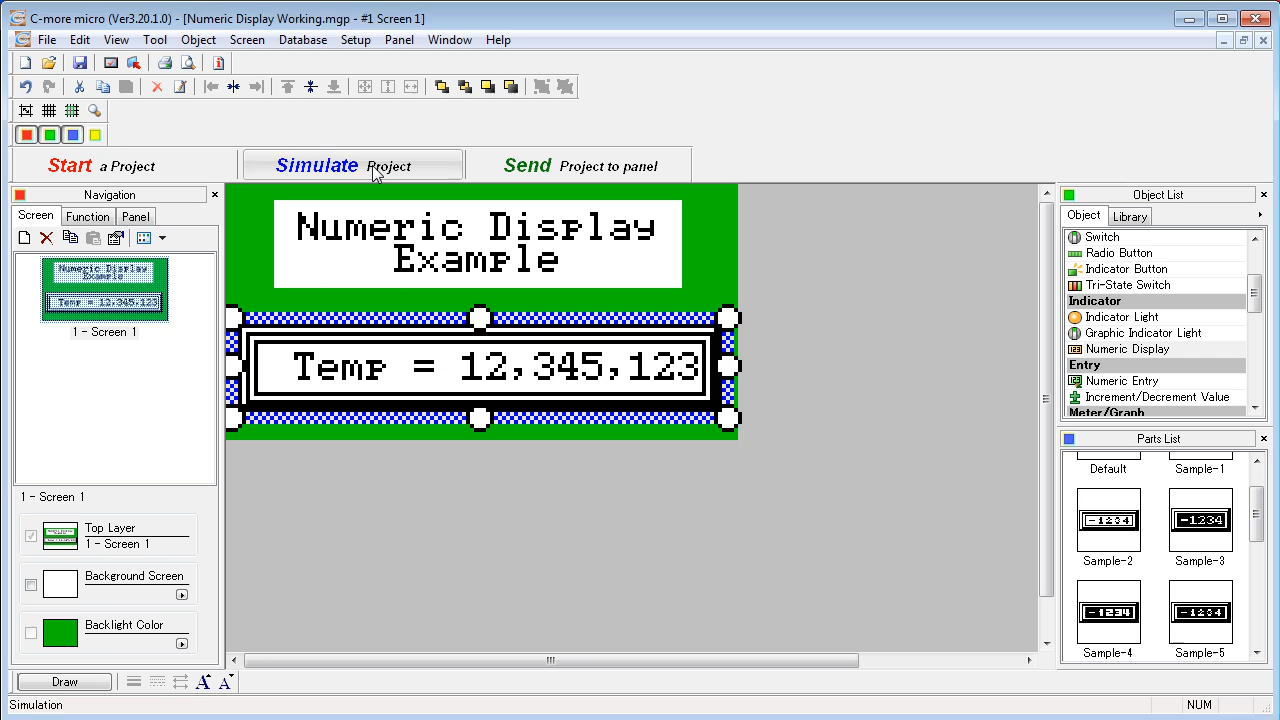 C-more micro (Ver3.20.1.0) - [Numeric Display Working.mgp - #1 Screen 1]
File Edit View Tool Object Screen Database Setup Panel Window Help
Start a Project Simulate Project Send Project to panel
Navigation
Screen Function Panel
Numeric Display
Example
Temp = 12,345,123
1 - Screen 1
1 - Screen 1
Top Layer
1 - Screen 1
Background Screen
Backlight Color
Numeric Display
Example
Temp = 12,345,123
Object List
Object Library
Switch
Radio Button
Indicator Button
Tri-State Switch
Indicator
Indicator Light
Graphic Indicator Light
Numeric Display
Entry
Numeric Entry
Increment/Decrement Value
Meter/Graph
Parts List
Default Sample-1
-1234 -1234
Sample-2 Sample-3
-1234 -1234
Sample-4 Sample-5
Draw A A
Simulation NUM